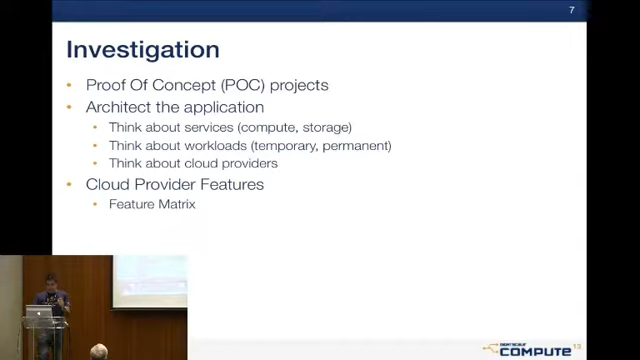 7
Investigation
Proof Of Concept (POC) projects
Architect the application
Think about services (compute, storage)
Think about workloads (temporary, permanent)
Think about cloud providers
Cloud Provider Features
Feature Matrix
COMPUTE 13